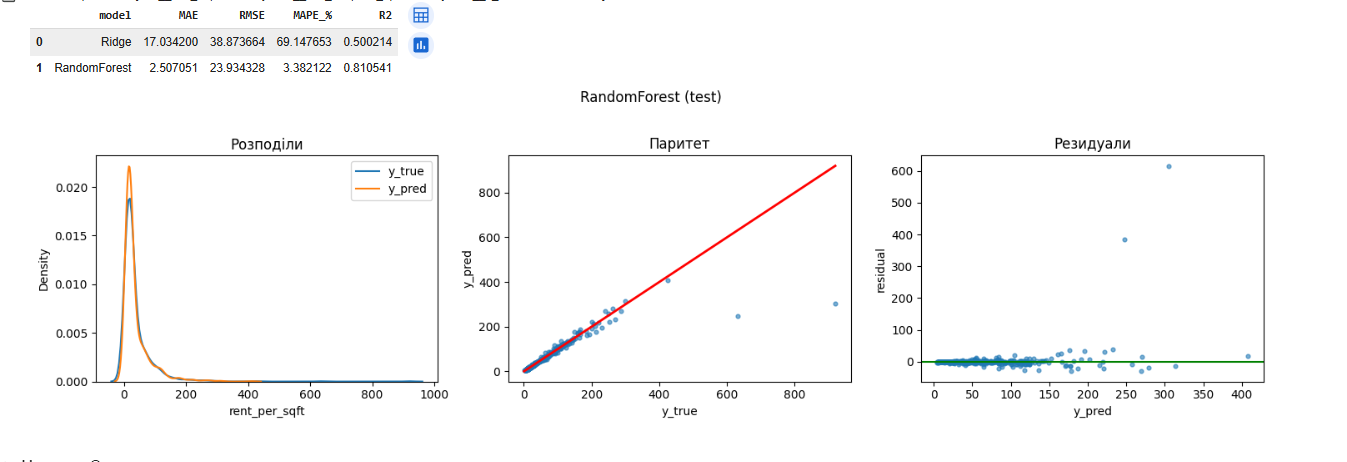 model MAE RMSE MAPE_% R2
0 Ridge 17.034200 38.873664 69.147653 0.500214
1 RandomForest 2.507051 23.934328 3.382122 0.810541
RandomForest (test)
Розподіли
Density
0.020
0.015
0.010
0.005
0.000
y_true
y_pred
0 200 400 600 800 1000
rent_per_sqft
Паритет
y_pred
800
600
400
200
0
0 200 400 600 800
y_true
Резидуали
residual
600
500
400
300
200
100
0
0 50 100 150 200 250 300 350 400
y_pred